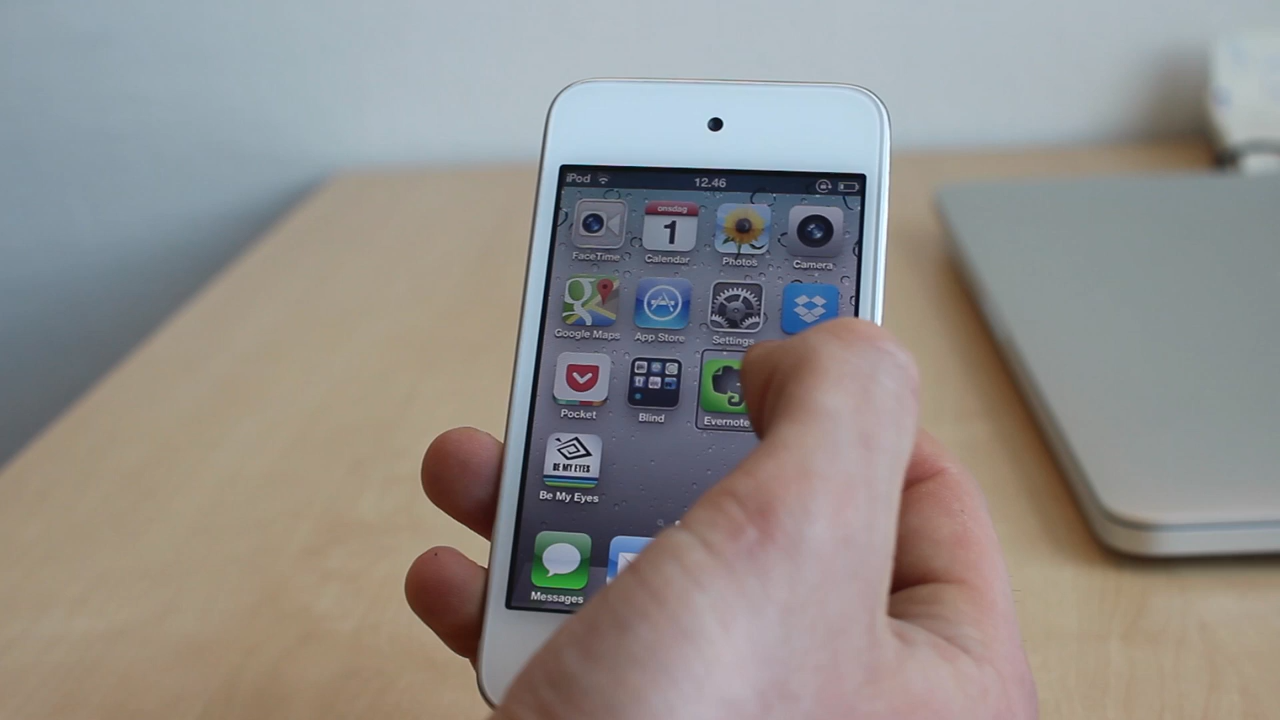 iPod 12.46
onsdag
1
FaceTime Calendar Photos Camera
Google Maps App Store Settings
Pocket Blind Evernote
BE MY EYES
Be My Eyes
Messages